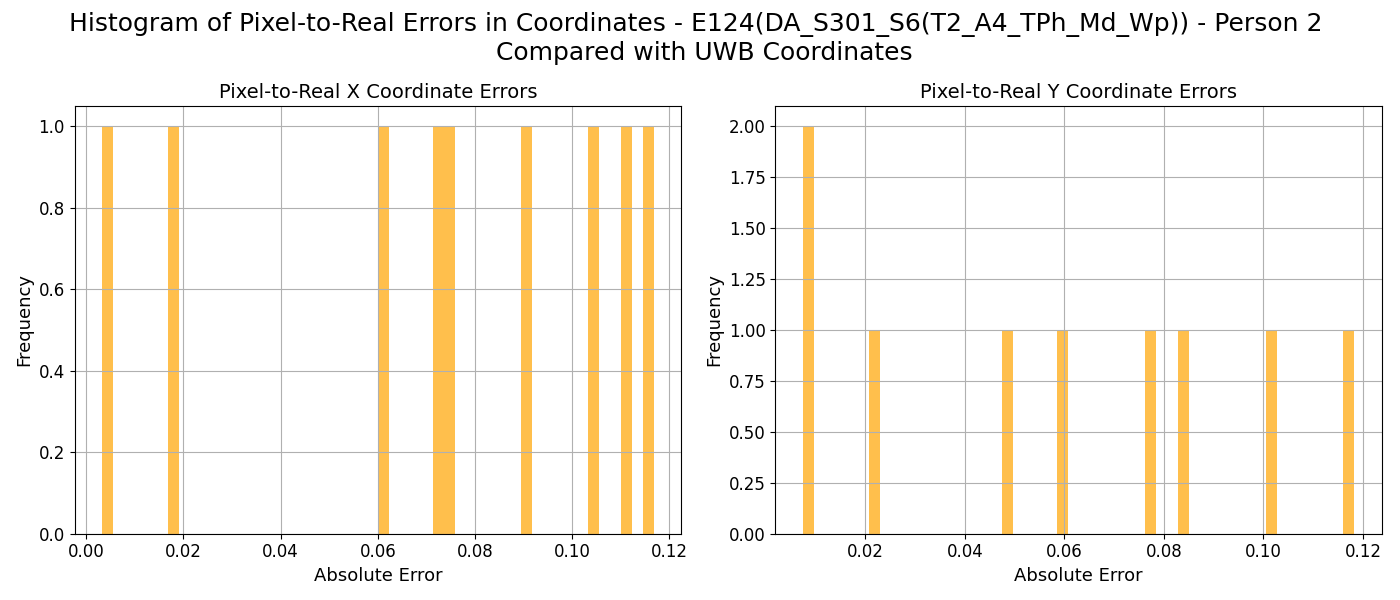 Histogram of Pixel-to-Real Errors in Coordinates - E124(DA_S301_S6(T2_A4_TPh_Md_Wp)) - Person 2
Compared with UWB Coordinates
Pixel-to-Real X Coordinate Errors
1.0
0.8
0.6
0.4
0.2
0.0
Frequency
0.00 0.02 0.04 0.06 0.08 0.10 0.12
Absolute Error
Pixel-to-Real Y Coordinate Errors
2.00
1.75
1.50
1.25
1.00
0.75
0.50
0.25
0.00
Frequency
0.02 0.04 0.06 0.08 0.10 0.12
Absolute Error